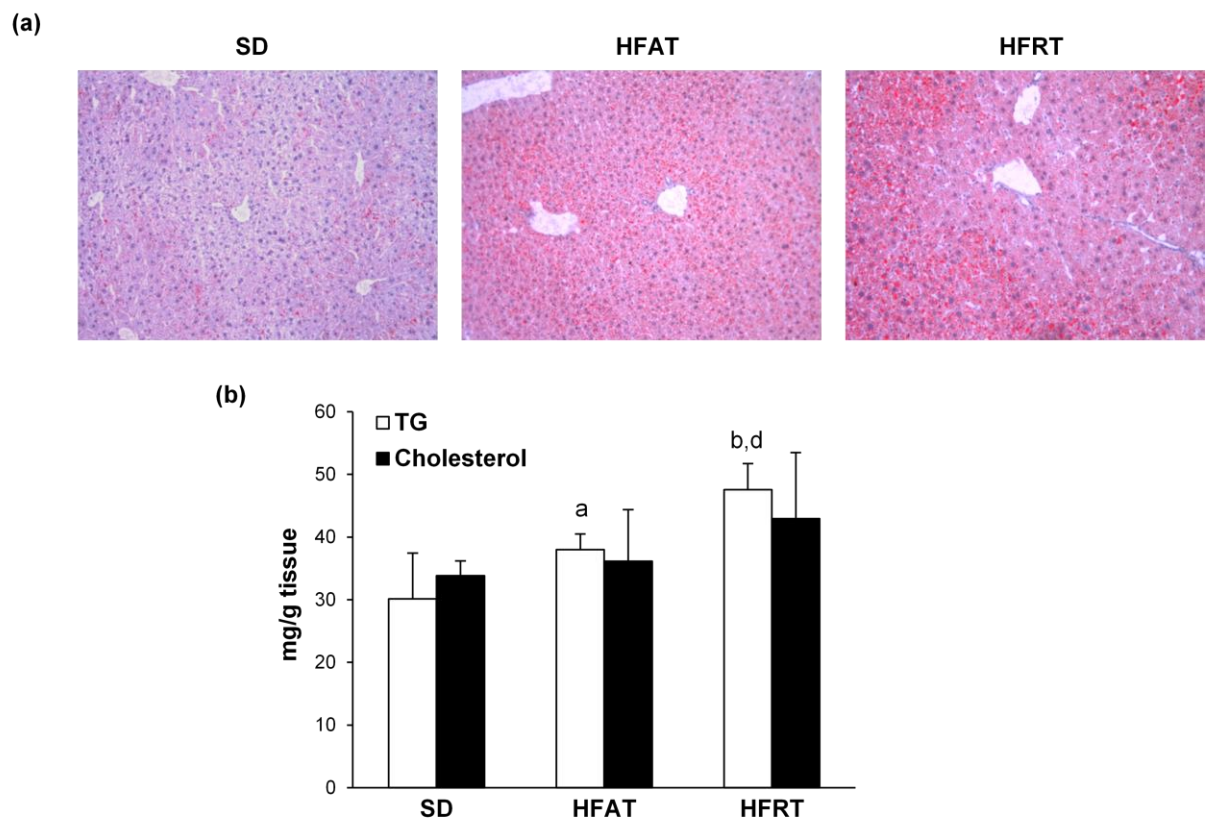 (a)
SD HFAT HFRT
(b)
60
50
40
30
20
10
0
mg/g tissue
TG
Cholesterol
a
b,d
SD HFAT HFRT